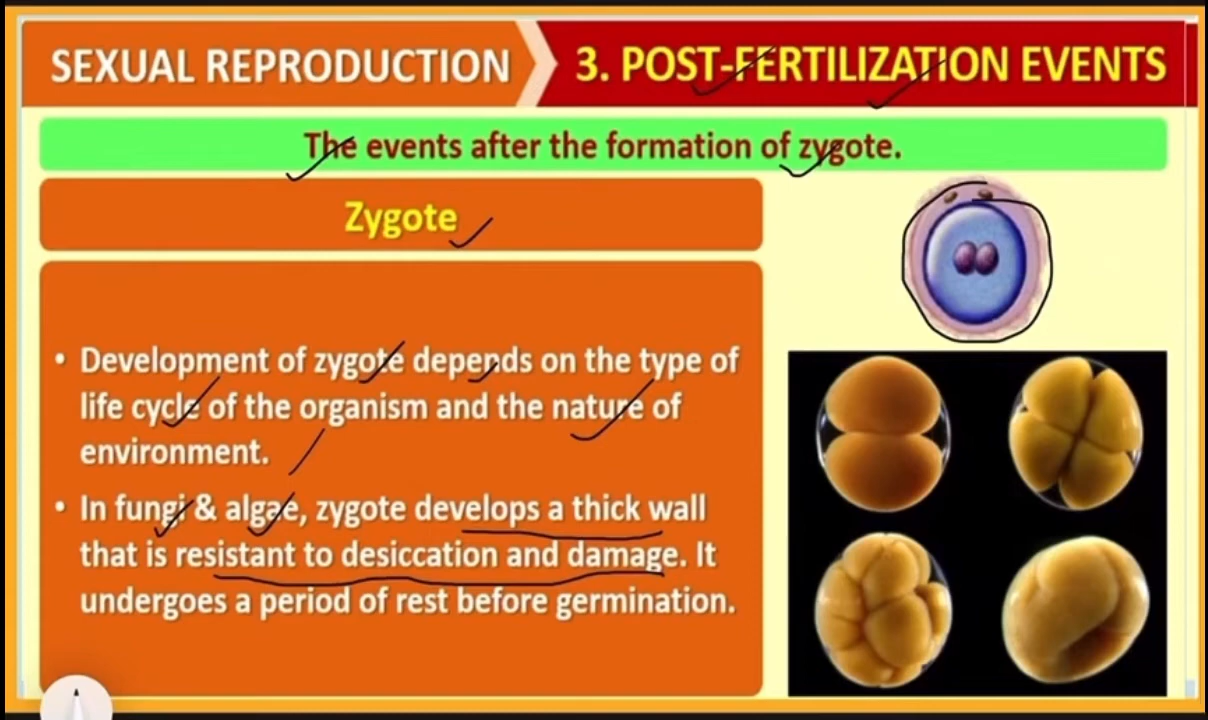 SEXUAL REPRODUCTION
3. POST-FERTILIZATION EVENTS
The events after the formation of zygote.
Zygote
• Development of zygote depends on the type of
life cycle of the organism and the nature of
environment.
• In fungi & algae, zygote develops a thick wall
that is resistant to desiccation and damage. It
undergoes a period of rest before germination.